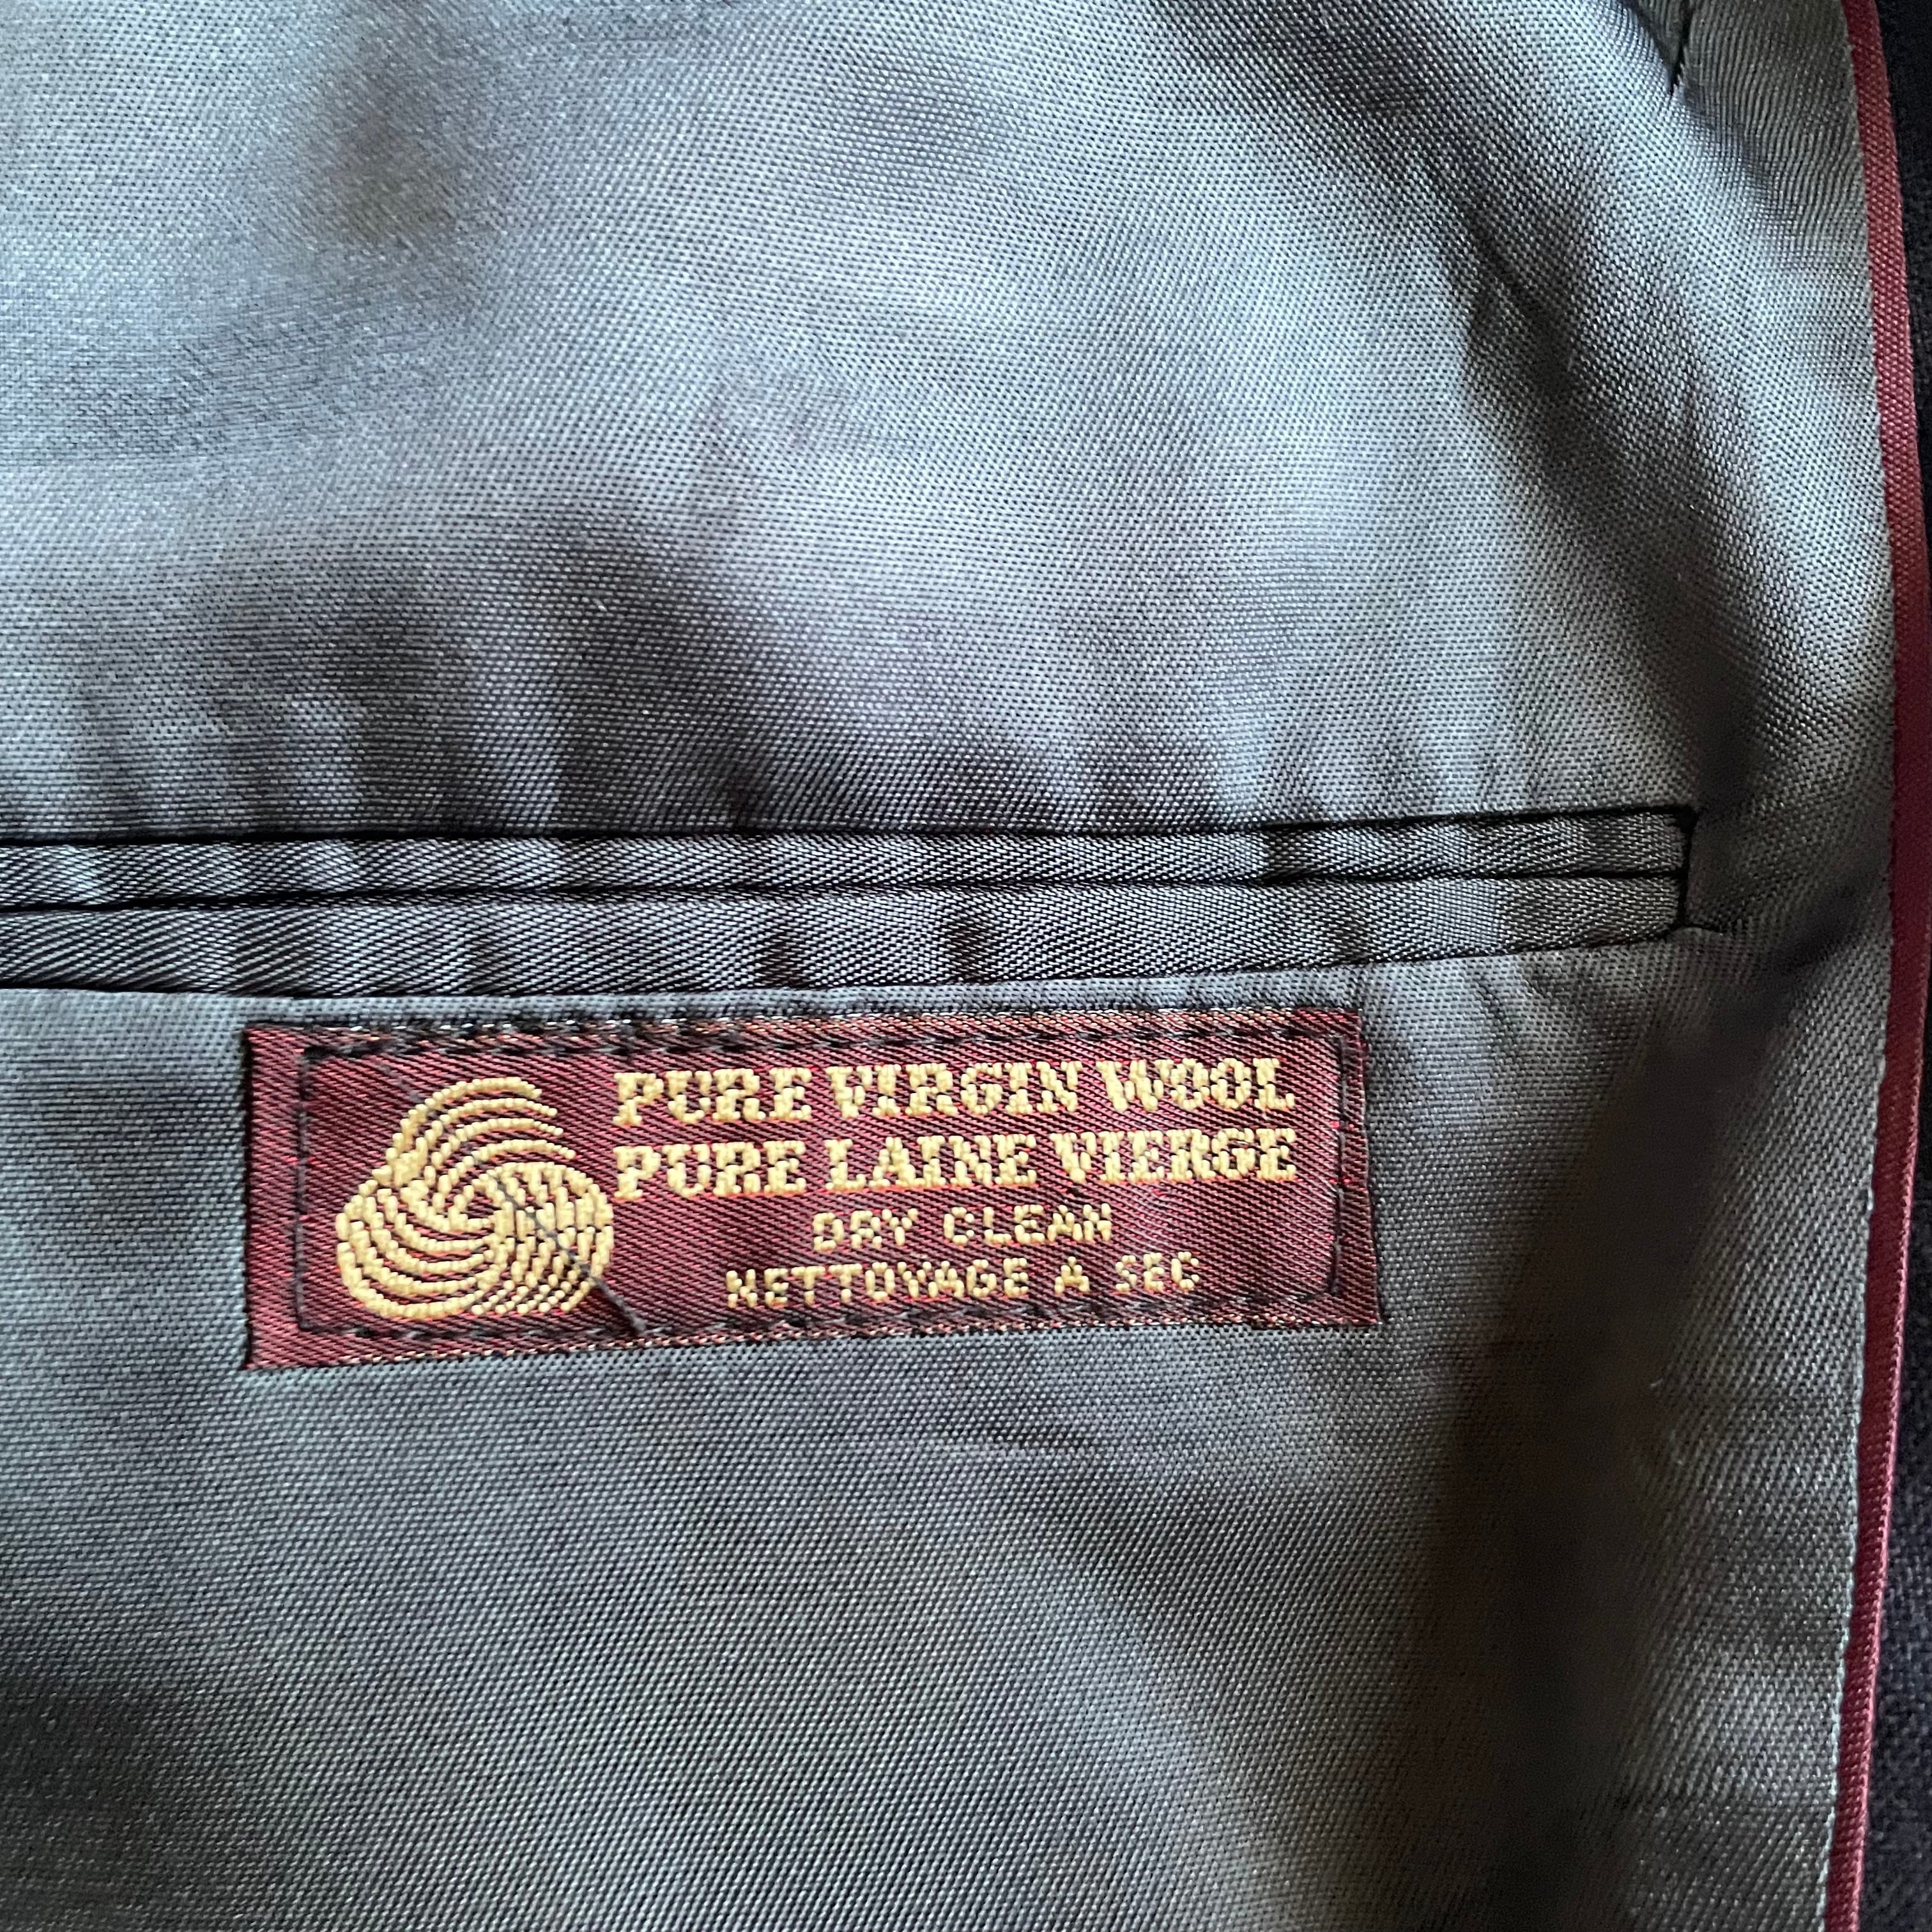 PURE VIRGIN WOOL
PURE LAINE VIERGE
DRY CLEAN
NETTOYAGE A SEC